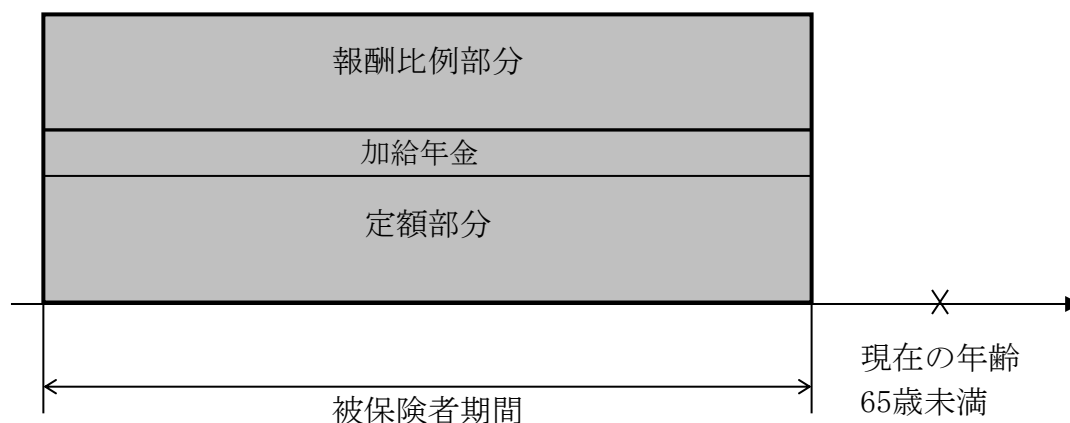 報酬比例部分
加給年金
定額部分
現在の年齢
65歳未満
被保険者期間